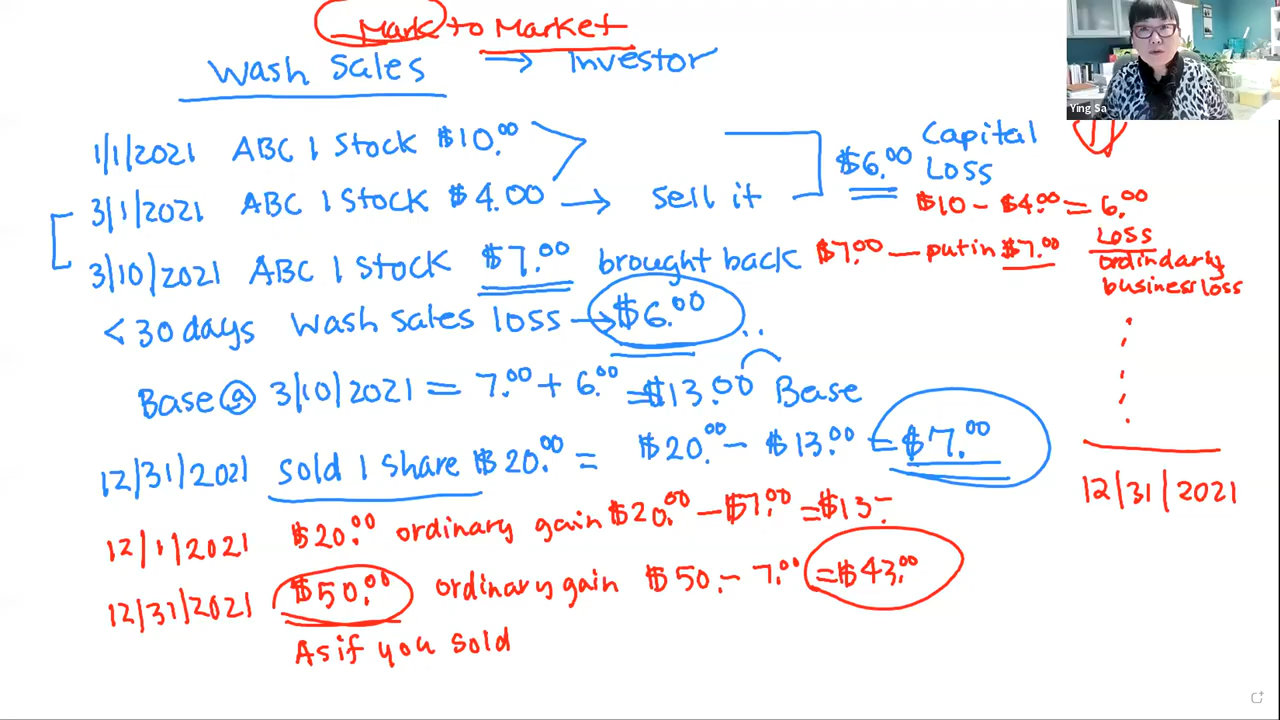 Mark to Market
Wash Sales → Investor
Ying Sa
1/1/2021 ABC 1 Stock $10.00
3/1/2021 ABC 1 Stock $4.00 → Sell it
$6.00 Capital Loss
$10 - $4.00 = 6.00
Loss
3/10/2021 ABC 1 Stock $7.00 brought back $7.00 — put in $7.00
ordindarly
business loss
< 30 days Wash Sales loss → $6.00
Base @ 3/10/2021 = 7.00 + 6.00 = $13.00 Base
12/31/2021 Sold 1 Share $20.00 = $20.00 - $13.00 = $7.00
12/31/2021
12/1/2021 $20.00 ordinary gain $20.00 - $7.00 = $13.-
12/31/2021 $50.00 ordinary gain $50.- 7.00 = $43.00
As if you sold